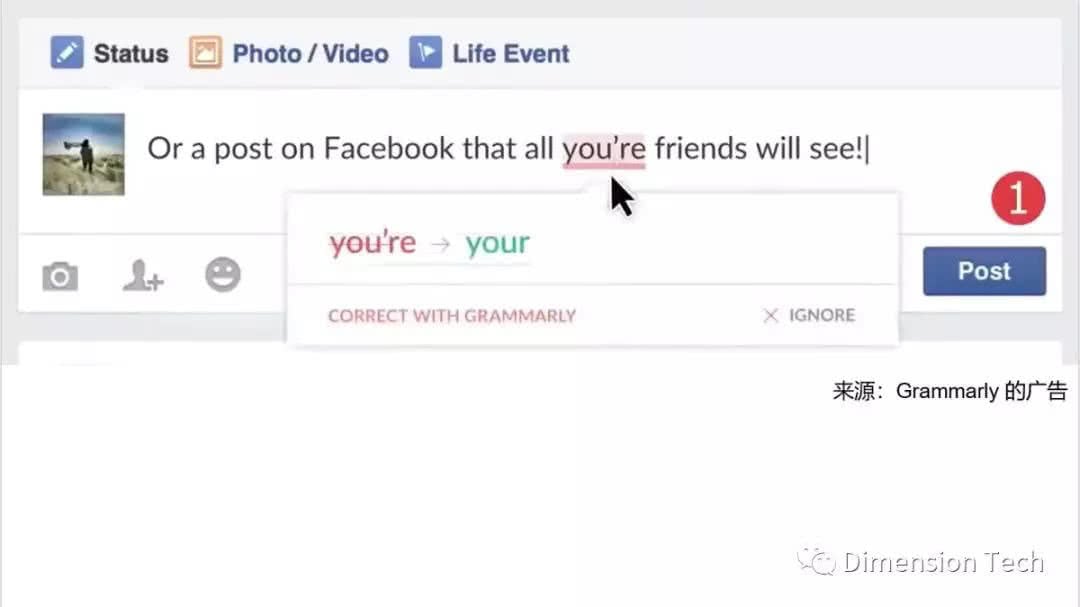 Status Photo / Video Life Event
Or a post on Facebook that all you're friends will see!
1
you're → your
Post
CORRECT WITH GRAMMARLY × IGNORE
来源：Grammarly 的广告
Dimension Tech